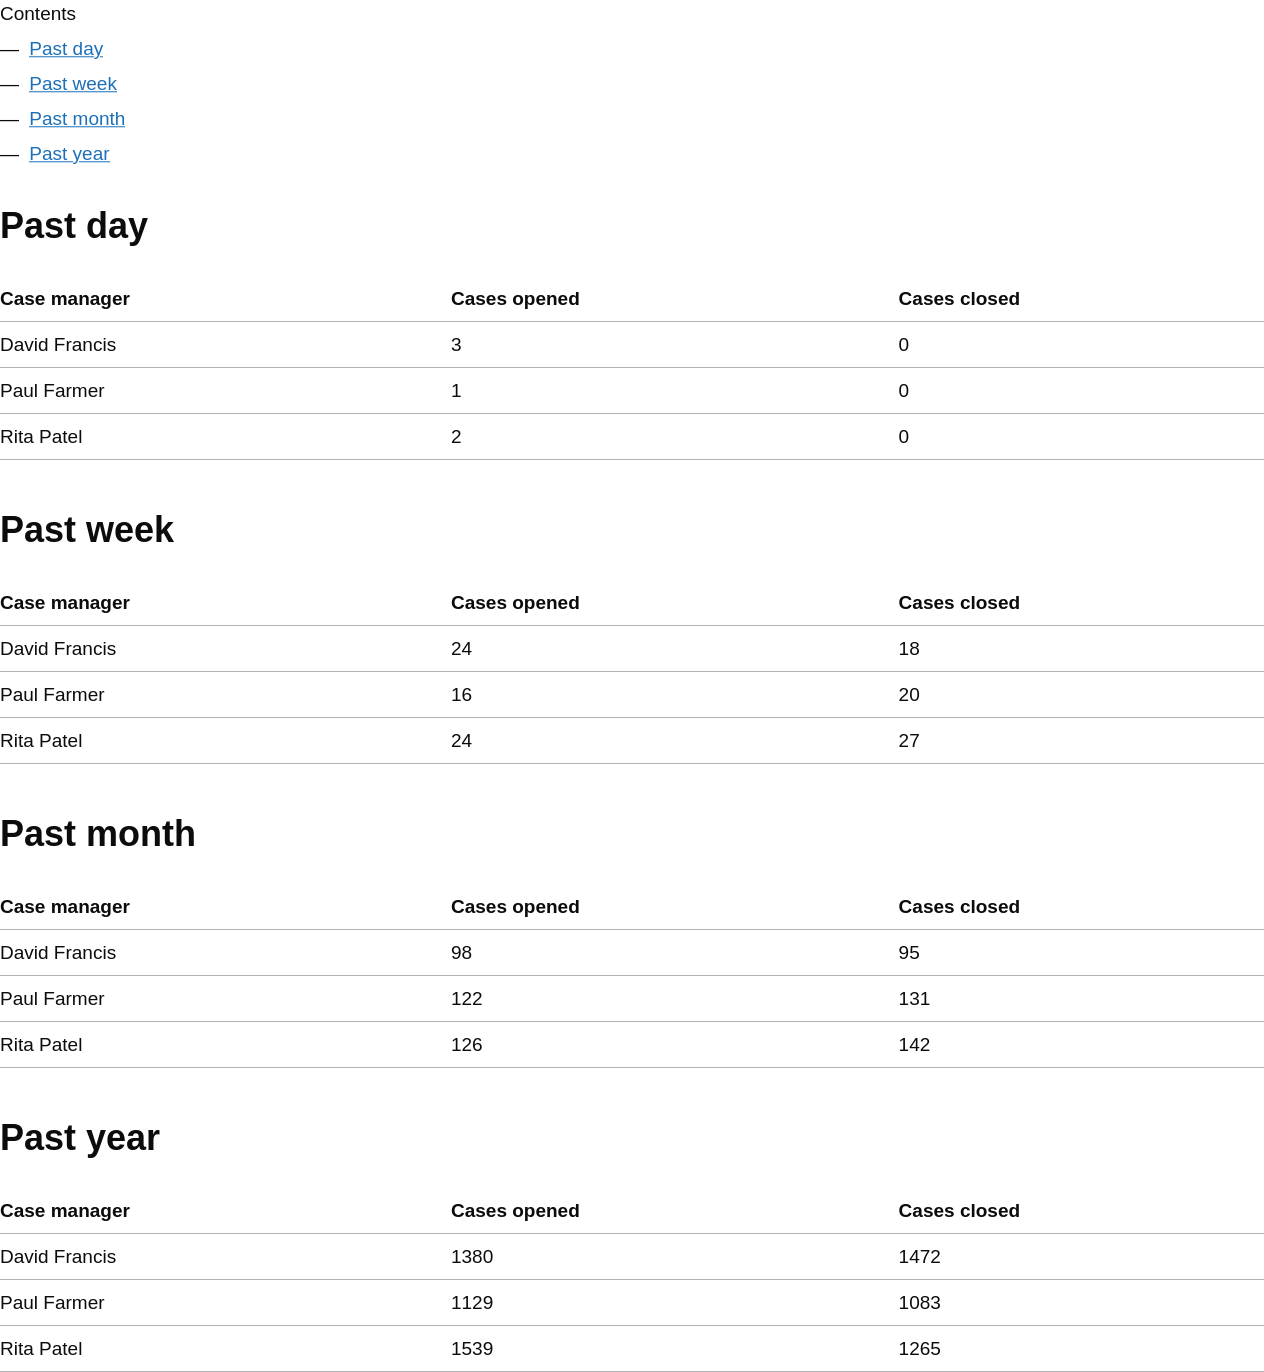 Contents
— Past day
— Past week
— Past month
— Past year
Past day
Case manager Cases opened Cases closed
David Francis 3 0
Paul Farmer 1 0
Rita Patel 2 0
Past week
Case manager Cases opened Cases closed
David Francis 24 18
Paul Farmer 16 20
Rita Patel 24 27
Past month
Case manager Cases opened Cases closed
David Francis 98 95
Paul Farmer 122 131
Rita Patel 126 142
Past year
Case manager Cases opened Cases closed
David Francis 1380 1472
Paul Farmer 1129 1083
Rita Patel 1539 1265